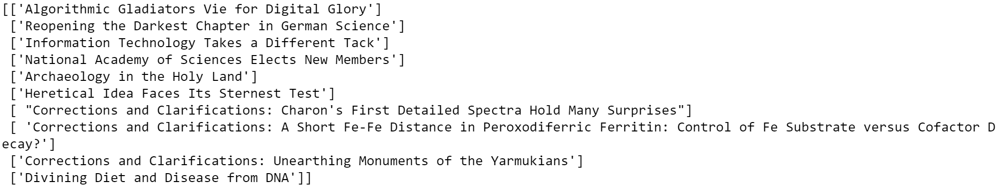 [['Algorithmic Gladiators Vie for Digital Glory']
 ['Reopening the Darkest Chapter in German Science']
 ['Information Technology Takes a Different Tack']
 ['National Academy of Sciences Elects New Members']
 ['Archaeology in the Holy Land']
 ['Heretical Idea Faces Its Sternest Test']
 [ "Corrections and Clarifications: Charon's First Detailed Spectra Hold Many Surprises"]
 [ 'Corrections and Clarifications: A Short Fe-Fe Distance in Peroxodiferric Ferritin: Control of Fe Substrate versus Cofactor D
ecay?']
 ['Corrections and Clarifications: Unearthing Monuments of the Yarmukians']
 ['Divining Diet and Disease from DNA']]